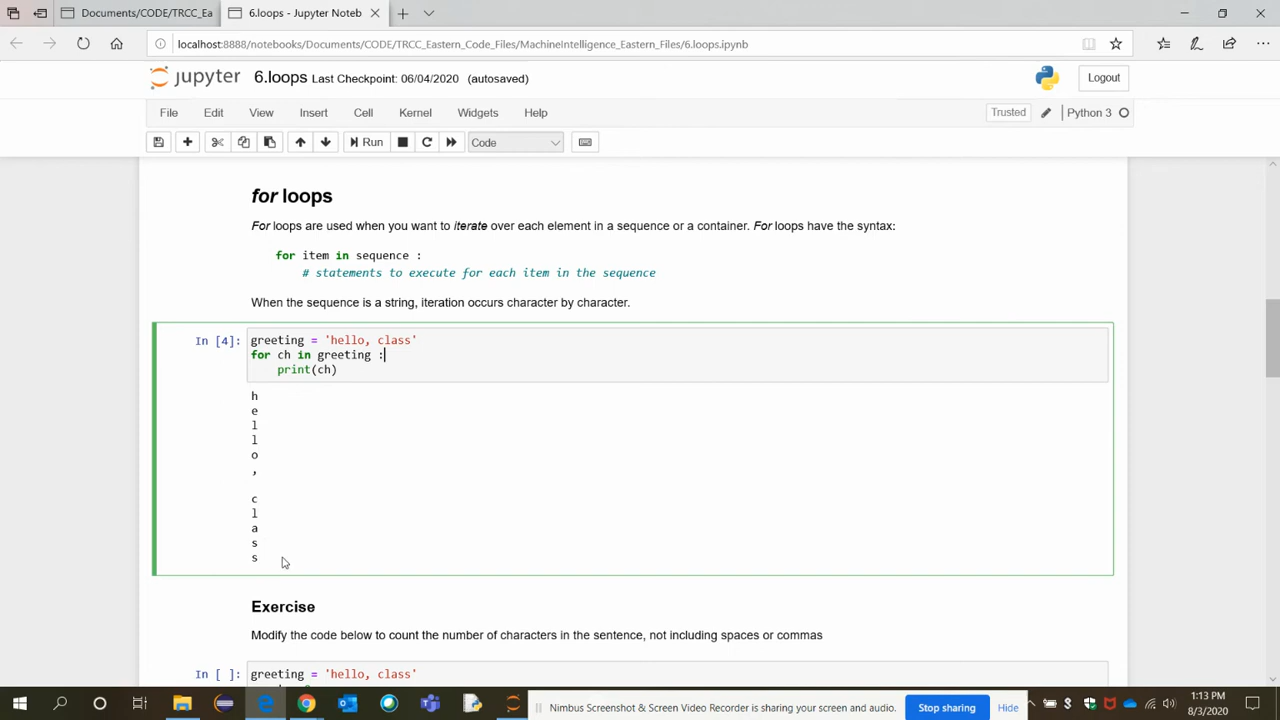 Documents/CODE/TRCC_Ea
6.loops - Jupyter Noteb
localhost:8888/notebooks/Documents/CODE/TRCC_Eastern_Code_Files/MachineIntelligence_Eastern_Files/6.loops.ipynb
jupyter 6.loops Last Checkpoint: 06/04/2020 (autosaved)
Logout
File Edit View Insert Cell Kernel Widgets Help
Trusted Python 3
Run Code
for loops
For loops are used when you want to iterate over each element in a sequence or a container. For loops have the syntax:
for item in sequence :
# statements to execute for each item in the sequence
When the sequence is a string, iteration occurs character by character.
In [4]: greeting = 'hello, class'
for ch in greeting :
print(ch)
h
e
l
l
o
,
c
l
a
s
s
Exercise
Modify the code below to count the number of characters in the sentence, not including spaces or commas
In [ ]: greeting = 'hello, class'
Nimbus Screenshot & Screen Video Recorder is sharing your screen and audio. Stop sharing Hide
1:13 PM
8/3/2020